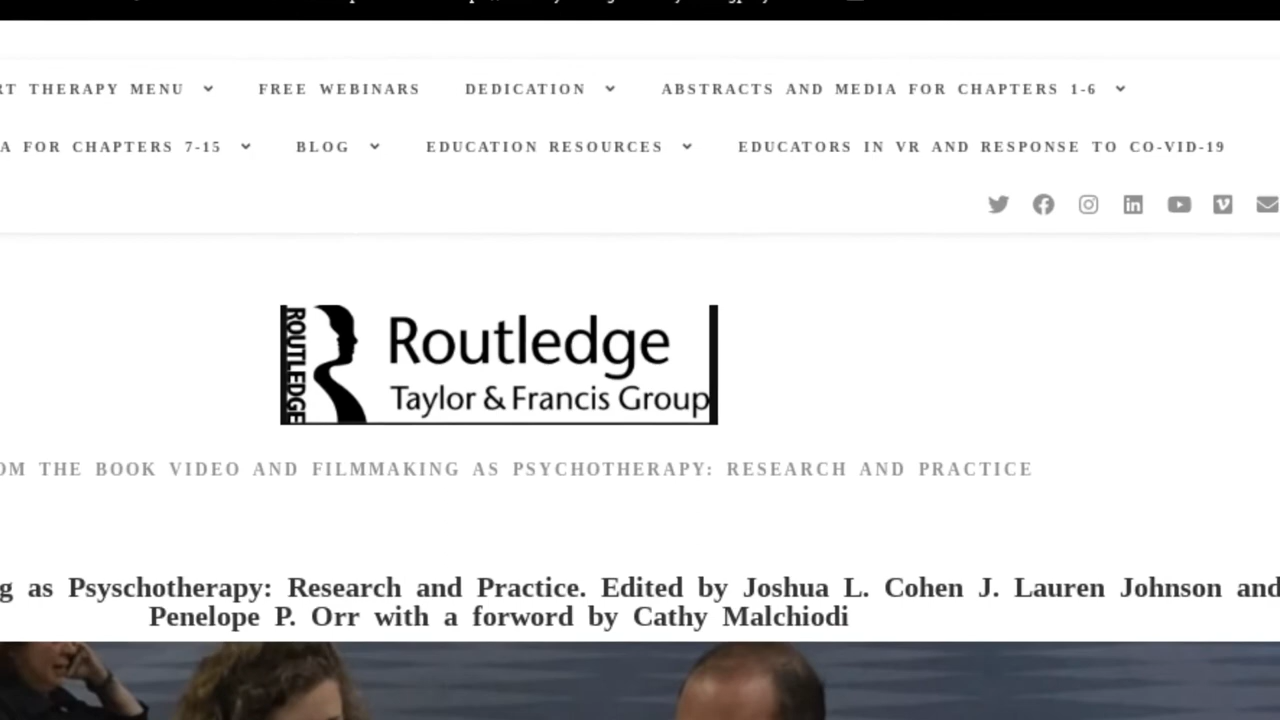 THERAPY MENU FREE WEBINARS DEDICATION ABSTRACTS AND MEDIA FOR CHAPTERS 1-6
FOR CHAPTERS 7-15 BLOG EDUCATION RESOURCES EDUCATORS IN VR AND RESPONSE TO CO-VID-19
ROUTLEDGE
Routledge
Taylor & Francis Group
THE BOOK VIDEO AND FILMMAKING AS PSYCHOTHERAPY: RESEARCH AND PRACTICE
as Psyschotherapy: Research and Practice. Edited by Joshua L. Cohen J. Lauren Johnson and
Penelope P. Orr with a forword by Cathy Malchiodi